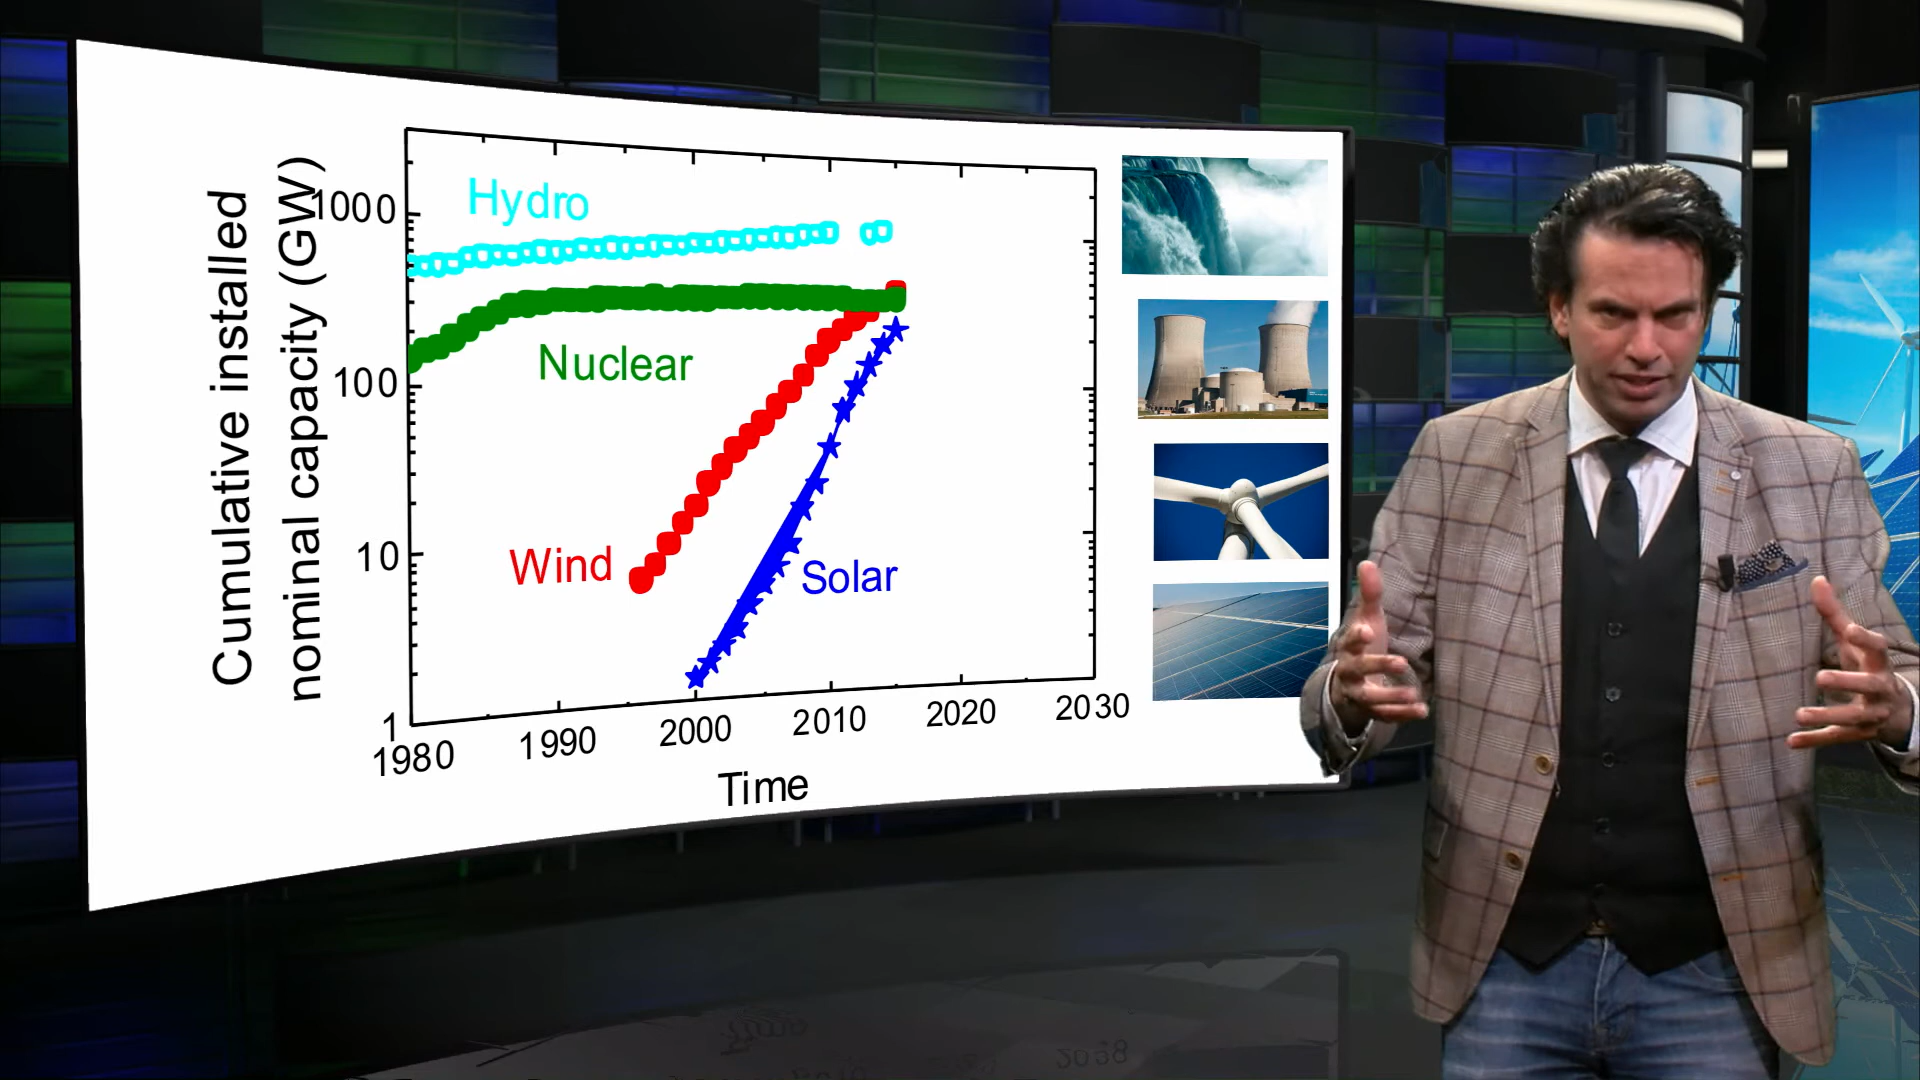 Cumulative installed
nominal capacity (GW)
1000
100
10
1
Hydro
Nuclear
Wind
Solar
1980
1990
2000
2010
2020
2030
Time